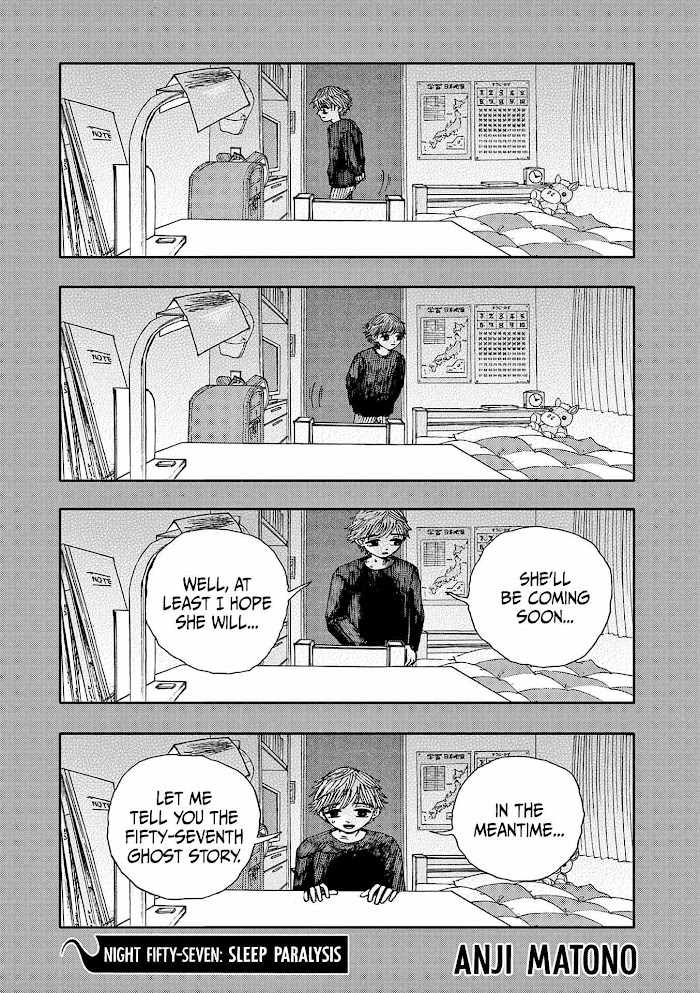 NOTE
NOTE
SHE'LL
BE COMING
SOON...
WELL, AT
LEAST I HOPE
SHE WILL...
NOTE
IN THE
MEANTIME...
LET ME
TELL YOU THE
FIFTY-SEVENTH
GHOST STORY.
NIGHT FIFTY-SEVEN: SLEEP PARALYSIS
ANJI MATONO